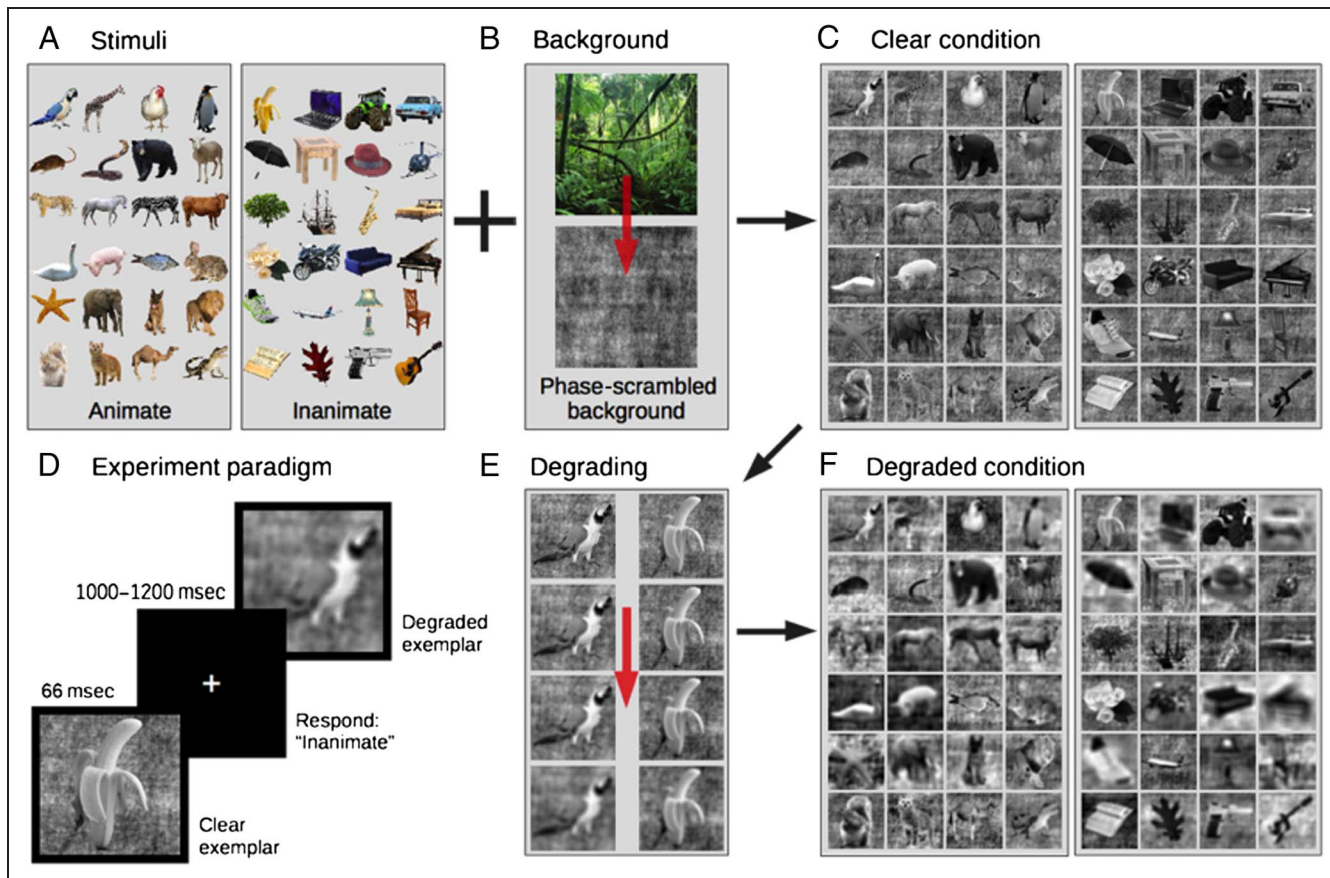 A Stimuli
Animate
Inanimate
B Background
Phase-scrambled
background
C Clear condition
D Experiment paradigm
1000–1200 msec
Degraded
exemplar
66 msec
+
Respond:
"Inanimate"
Clear
exemplar
E Degrading
F Degraded condition